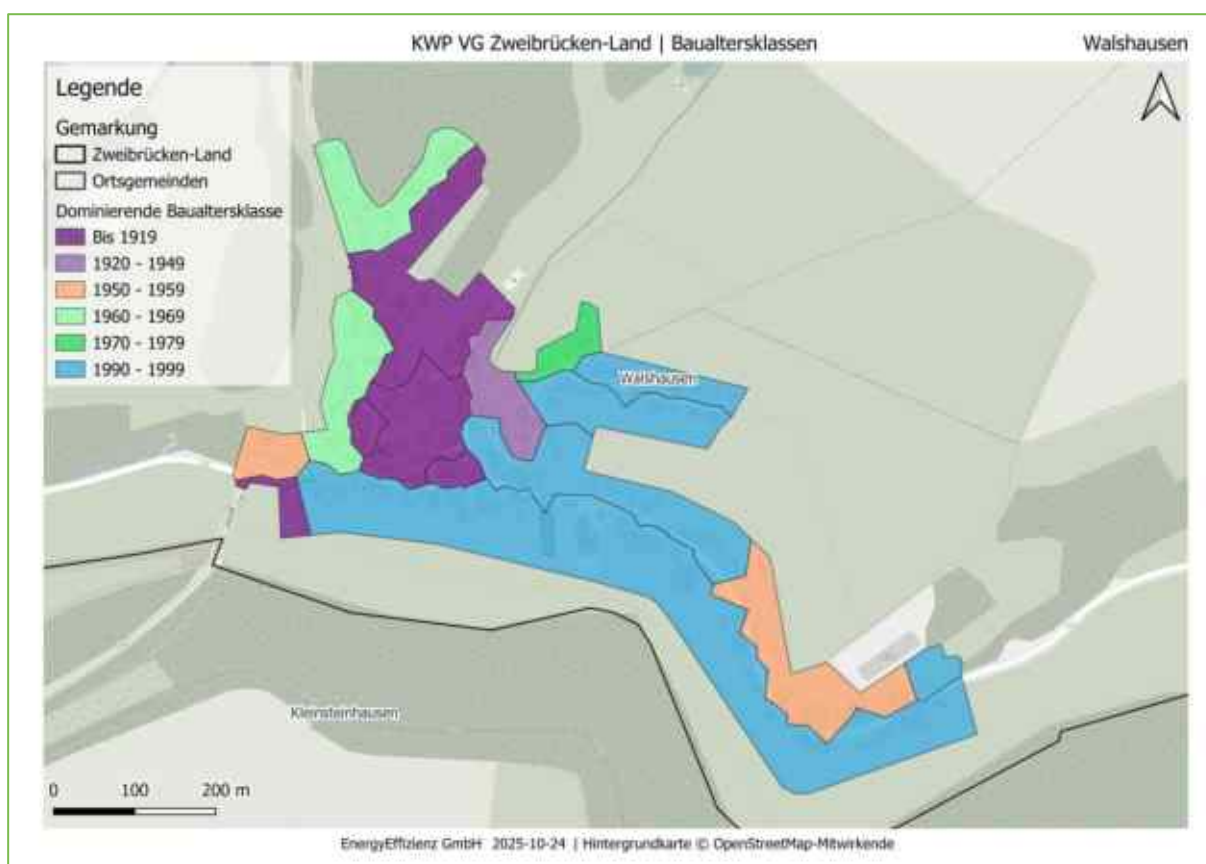 KWP VG Zweibrücken-Land | Baualtersklassen
Walshausen
Legende
Gemarkung
Zweibrücken-Land
Ortsgemeinden
Dominierende Baualtersklasse
Bis 1919
1920 - 1949
1950 - 1959
1960 - 1969
1970 - 1979
1990 - 1999
Walshausen
Kleinsteinhausen
0 100 200 m
EnergyEffizienz GmbH 2025-10-24 | Hintergrundkarte © OpenStreetMap-Mitwirkende